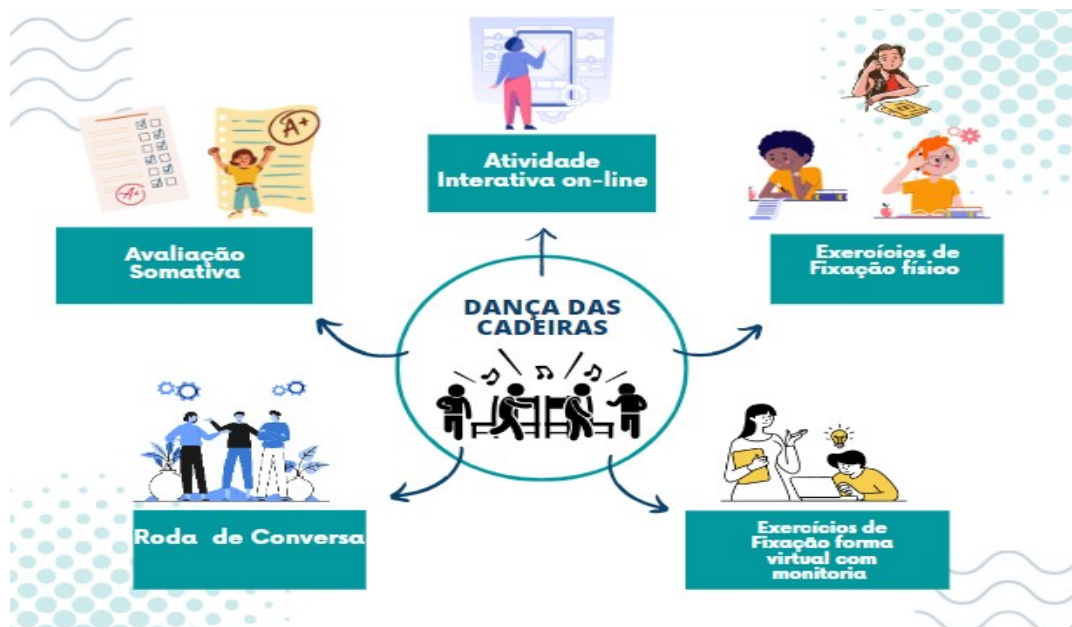 Atividade
Interativa on-line
Avaliação
Somativa
Exercícios de
Fixação físico
DANÇA DAS
CADEIRAS
Roda de Conversa
Exercícios de
Fixação forma
virtual com
monitoria
A+
A+